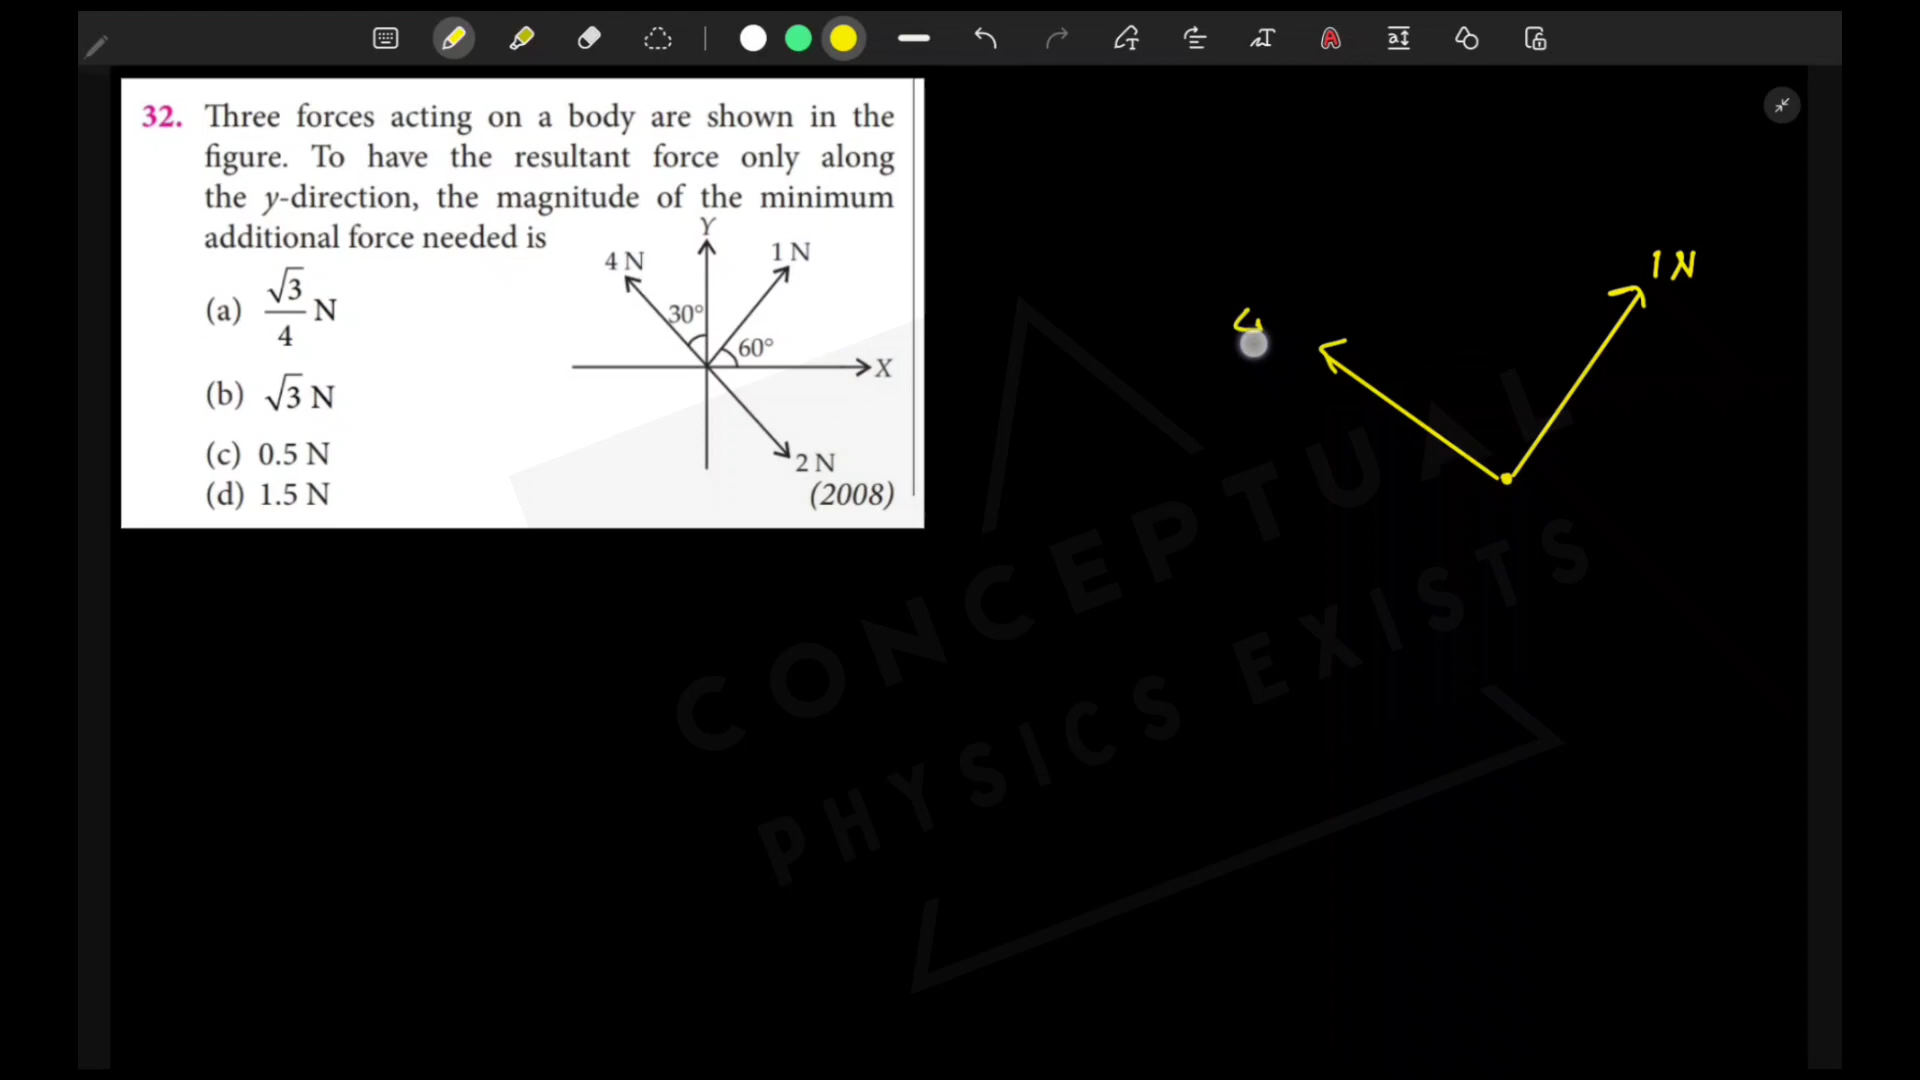 32. Three forces acting on a body are shown in the
figure. To have the resultant force only along
the y-direction, the magnitude of the minimum
additional force needed is
(a) √3/4 N
(b) √3 N
(c) 0.5 N
(d) 1.5 N
Y
4 N
1 N
30°
60°
X
2 N
(2008)
1 N
CONCEPTUAL
PHYSICS EXISTS